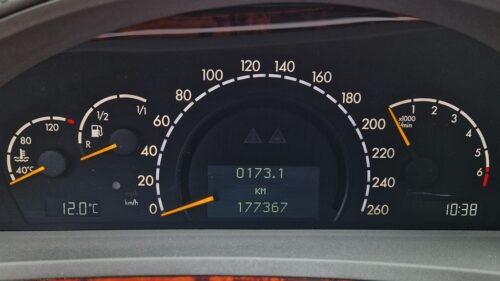 40°C 80 120
R 1/2 1/1
0 20 40 60 80 100 120 140 160 180 200 220 240 260
x1000
1/min
1 2 3 4 5 6
0173.1
KM
177367
12.0°C
km/h
10:38